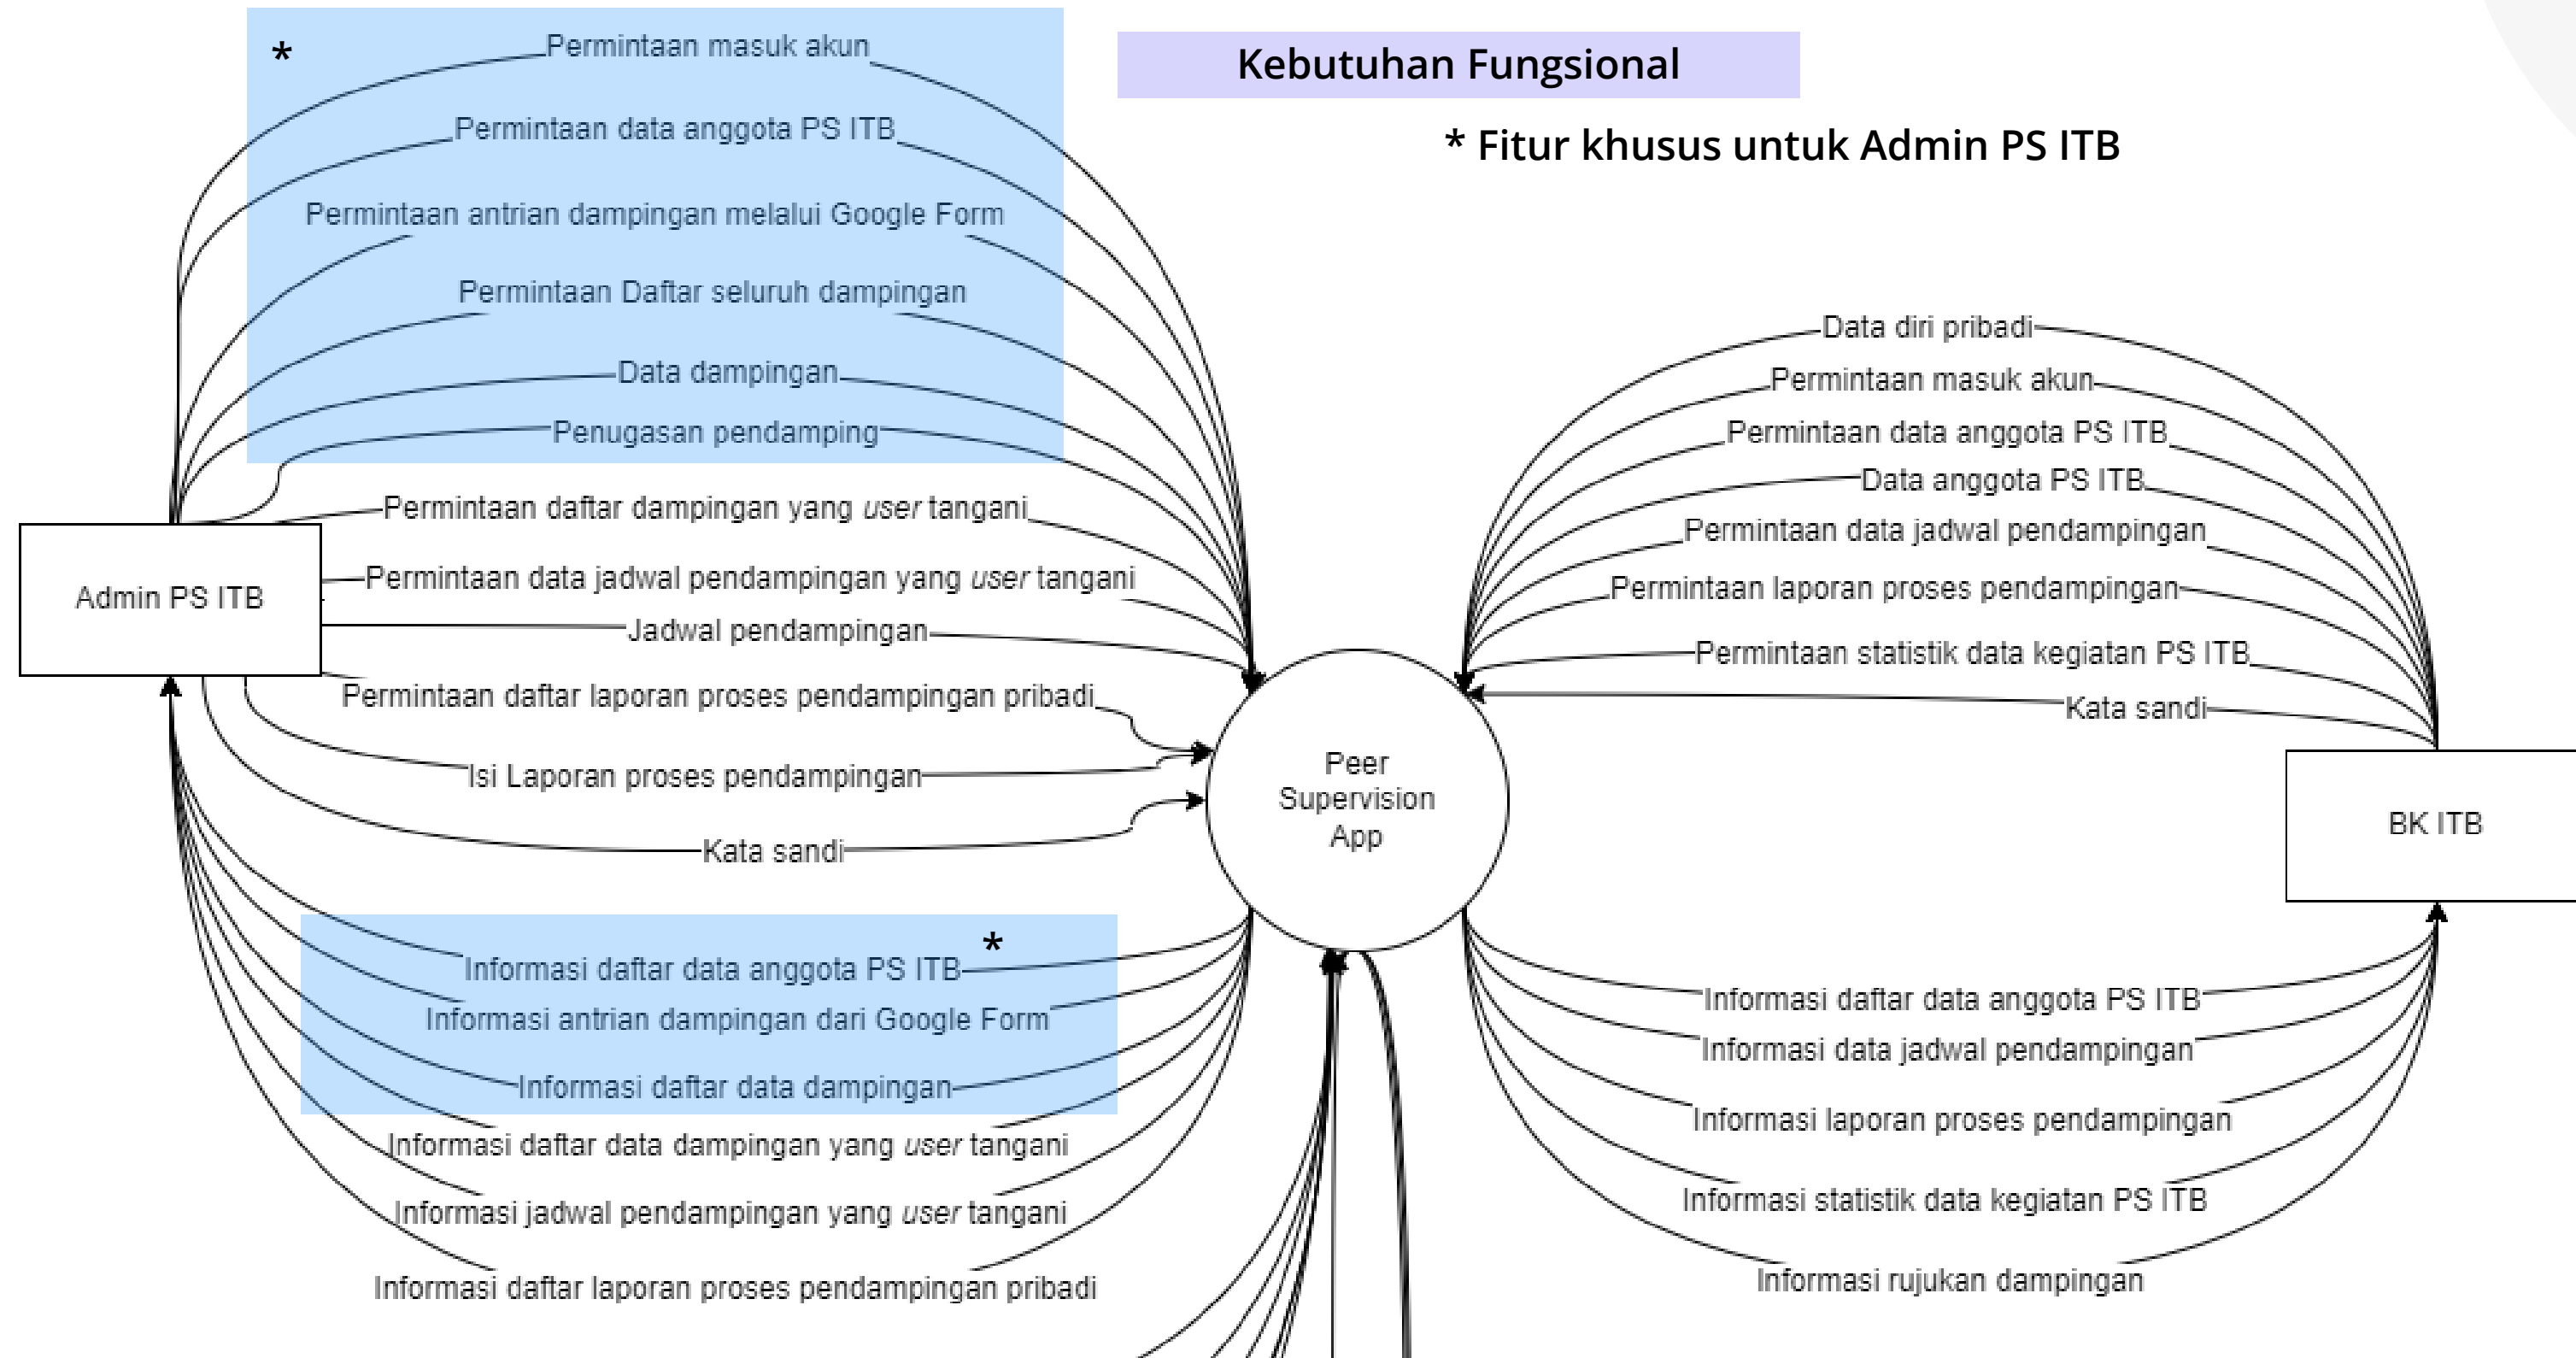 Kebutuhan Fungsional
* Fitur khusus untuk Admin PS ITB
*
Permintaan masuk akun
Permintaan data anggota PS ITB
Permintaan antrian dampingan melalui Google Form
Permintaan Daftar seluruh dampingan
Data dampingan
Penugasan pendamping
Permintaan daftar dampingan yang user tangani
Permintaan data jadwal pendampingan yang user tangani
Jadwal pendampingan
Permintaan daftar laporan proses pendampingan pribadi
Isi Laporan proses pendampingan
Kata sandi
Admin PS ITB
*
Informasi daftar data anggota PS ITB
Informasi antrian dampingan dari Google Form
Informasi daftar data dampingan
Informasi daftar data dampingan yang user tangani
Informasi jadwal pendampingan yang user tangani
Informasi daftar laporan proses pendampingan pribadi
Peer
Supervision
App
Data diri pribadi
Permintaan masuk akun
Permintaan data anggota PS ITB
Data anggota PS ITB
Permintaan data jadwal pendampingan
Permintaan laporan proses pendampingan
Permintaan statistik data kegiatan PS ITB
Kata sandi
BK ITB
Informasi daftar data anggota PS ITB
Informasi data jadwal pendampingan
Informasi laporan proses pendampingan
Informasi statistik data kegiatan PS ITB
Informasi rujukan dampingan